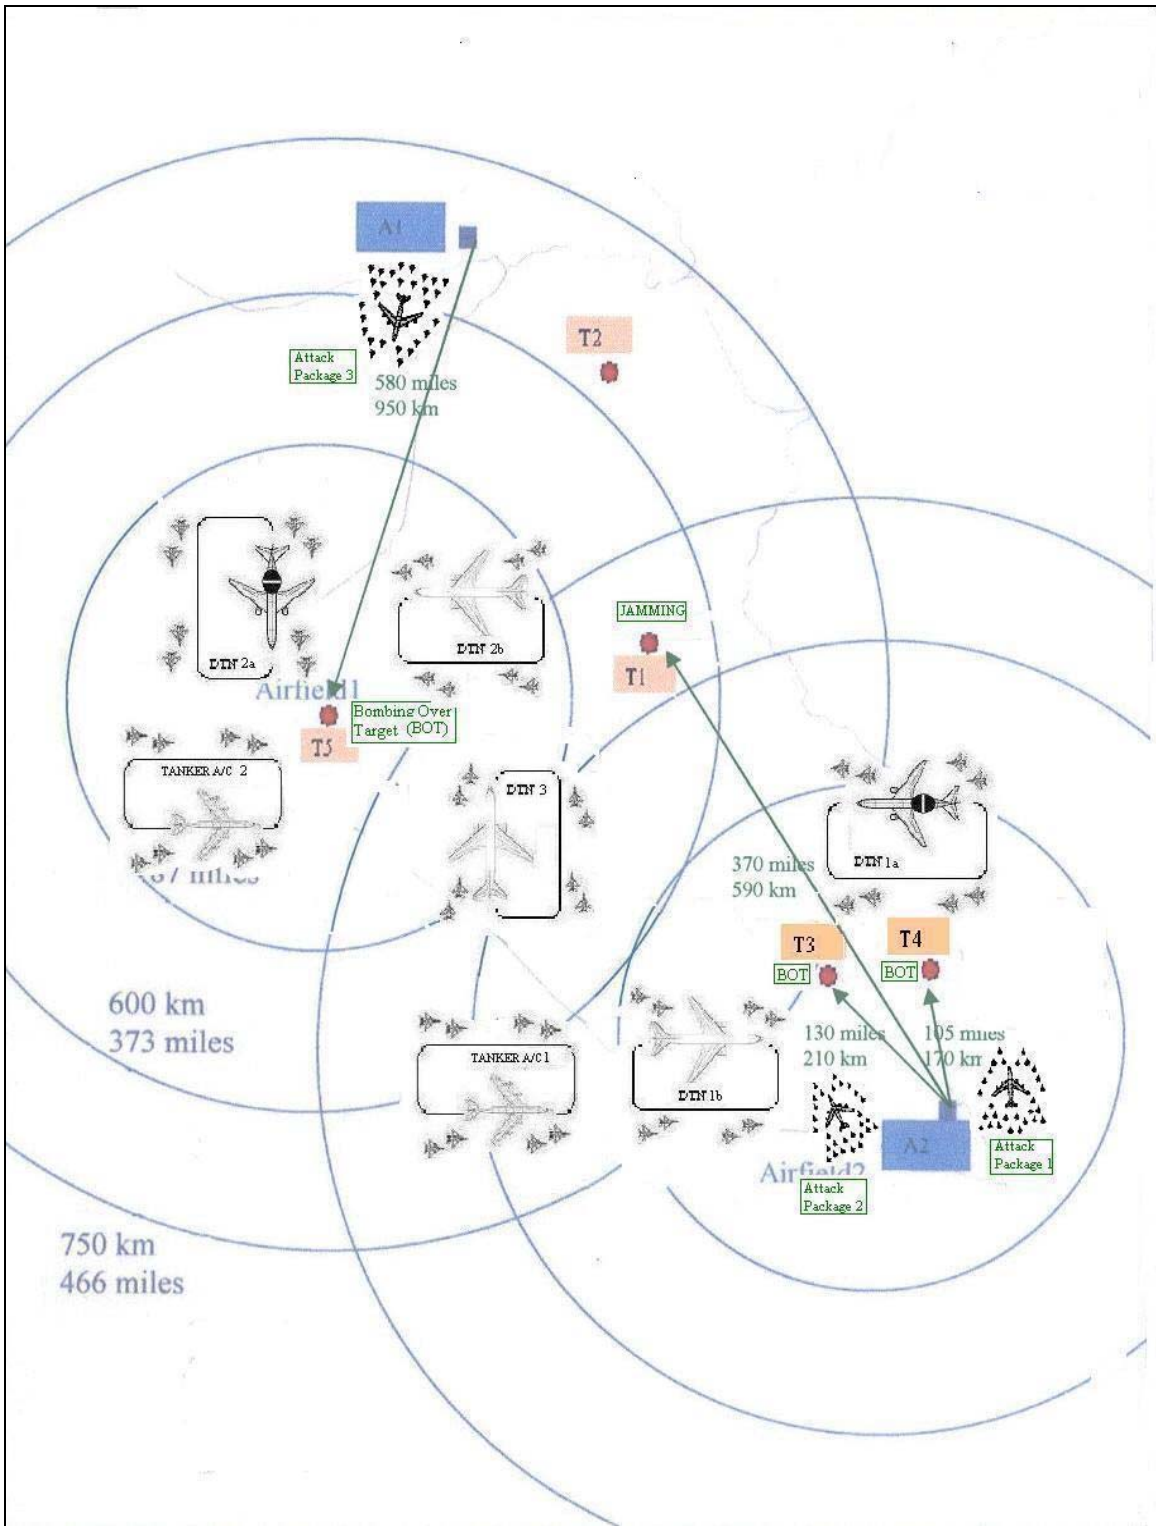 A1
T2
Attack
Package 3
580 miles
950 km
JAMMING
T1
DTN 2a
DTN 2b
Airfield1
Bombing Over
Target (BOT)
T5
TANKER A/C 2
DTN 3
DTN 1a
370 miles
590 km
T3
T4
BOT
BOT
600 km
373 miles
130 miles
210 km
105 miles
170 km
TANKER A/C 1
DTN 1b
A2
Attack
Package 1
Airfield2
Attack
Package 2
750 km
466 miles